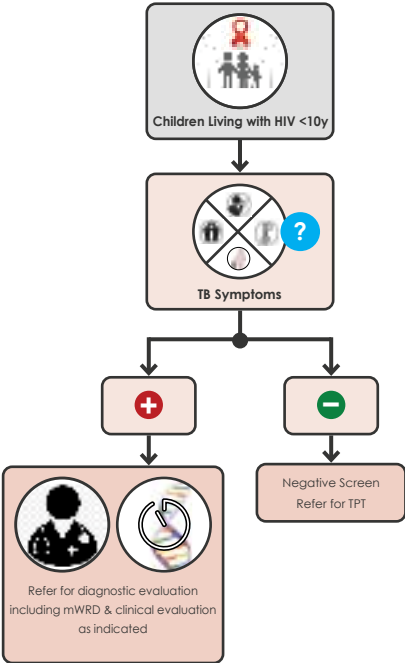 Children Living with HIV <10y
?
TB Symptoms
+
−
Negative Screen
Refer for TPT
Refer for diagnostic evaluation
including mWRD & clinical evaluation
as indicated